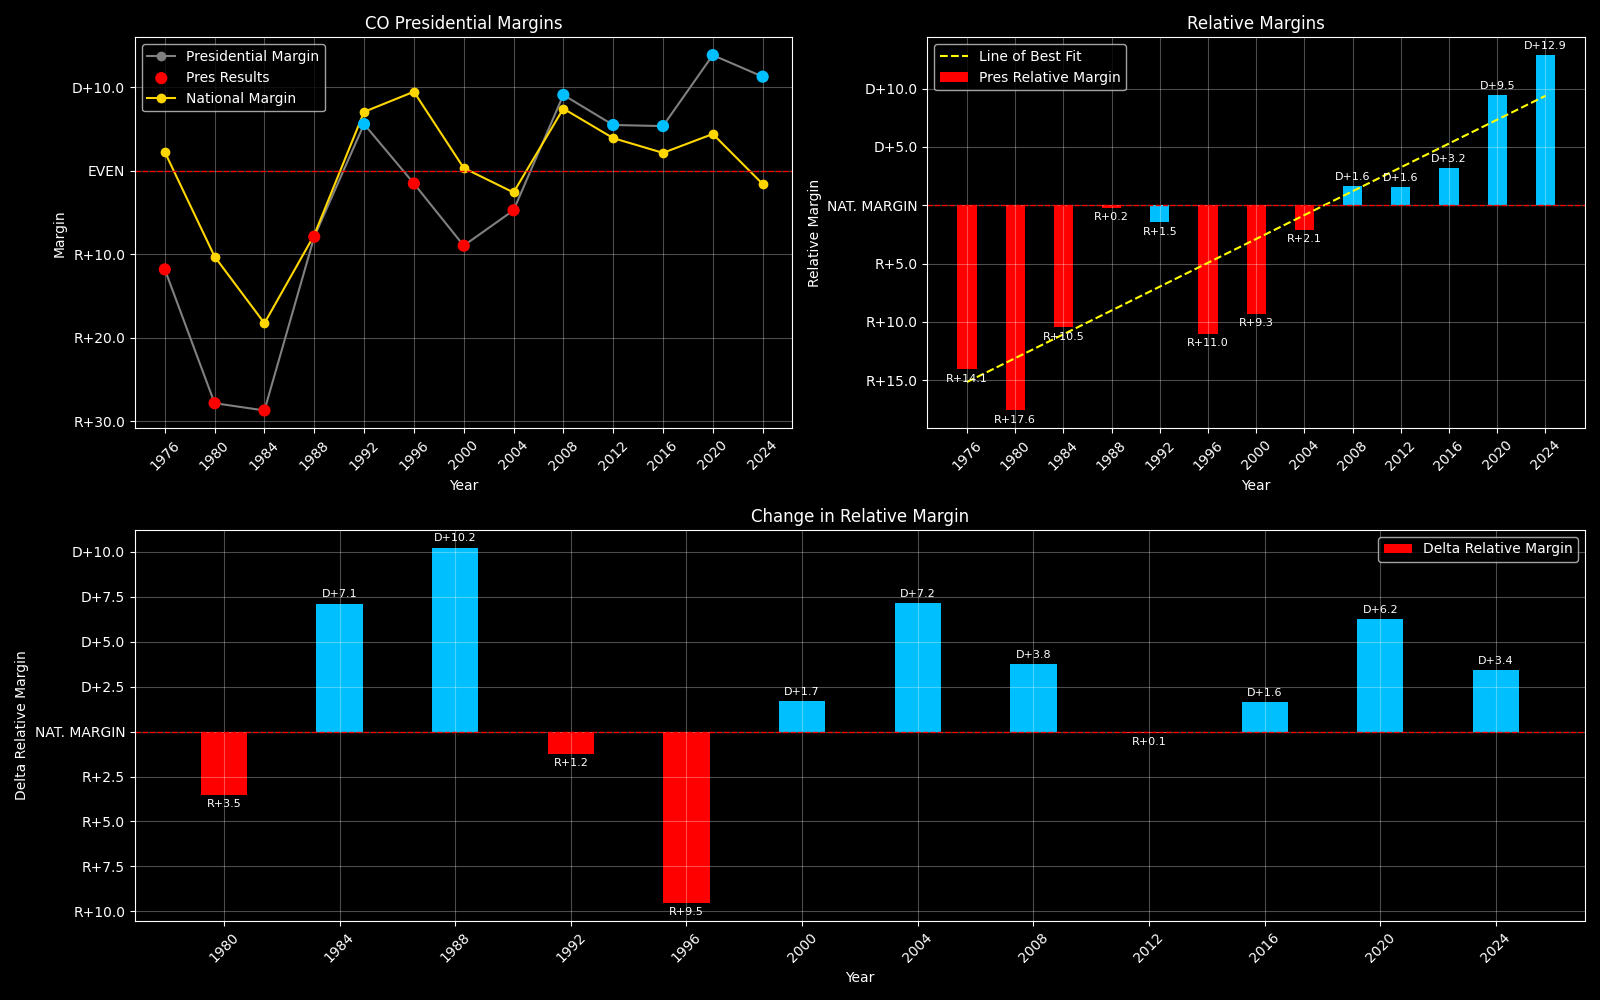 CO Presidential Margins
Presidential Margin
Pres Results
National Margin
D+10.0
EVEN
R+10.0
R+20.0
R+30.0
Margin
1976
1980
1984
1988
1992
1996
2000
2004
2008
2012
2016
2020
2024
Year
Relative Margins
Line of Best Fit
Pres Relative Margin
D+10.0
D+5.0
NAT. MARGIN
R+5.0
R+10.0
R+15.0
Relative Margin
R+14.1
R+17.6
R+10.5
R+0.2
R+1.5
R+11.0
R+9.3
R+2.1
D+1.6
D+1.6
D+3.2
D+9.5
D+12.9
1976
1980
1984
1988
1992
1996
2000
2004
2008
2012
2016
2020
2024
Year
Change in Relative Margin
Delta Relative Margin
D+10.0
D+7.5
D+5.0
D+2.5
NAT. MARGIN
R+2.5
R+5.0
R+7.5
R+10.0
Delta Relative Margin
R+3.5
D+7.1
D+10.2
R+1.2
R+9.5
D+1.7
D+7.2
D+3.8
R+0.1
D+1.6
D+6.2
D+3.4
1980
1984
1988
1992
1996
2000
2004
2008
2012
2016
2020
2024
Year